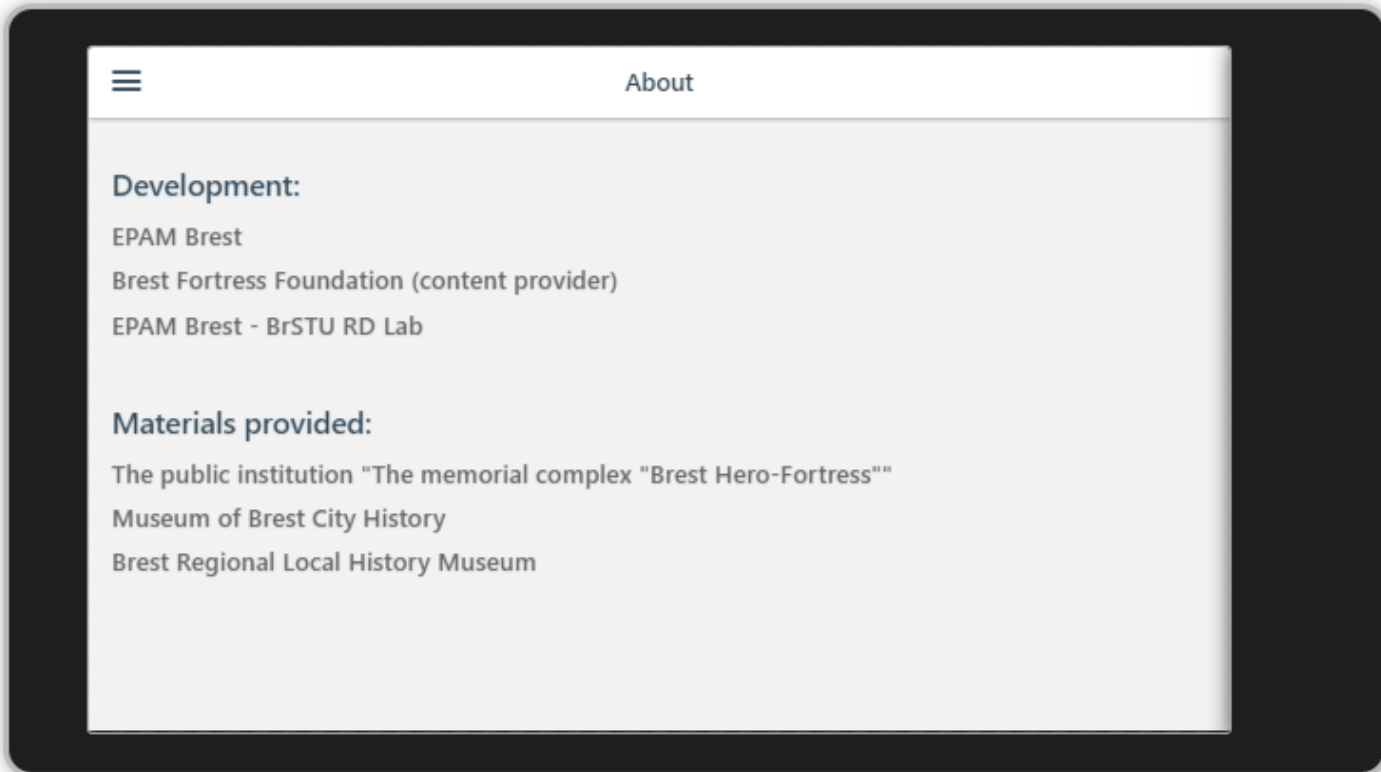 About
Development:
EPAM Brest
Brest Fortress Foundation (content provider)
EPAM Brest - BrSTU RD Lab
Materials provided:
The public institution "The memorial complex "Brest Hero-Fortress""
Museum of Brest City History
Brest Regional Local History Museum